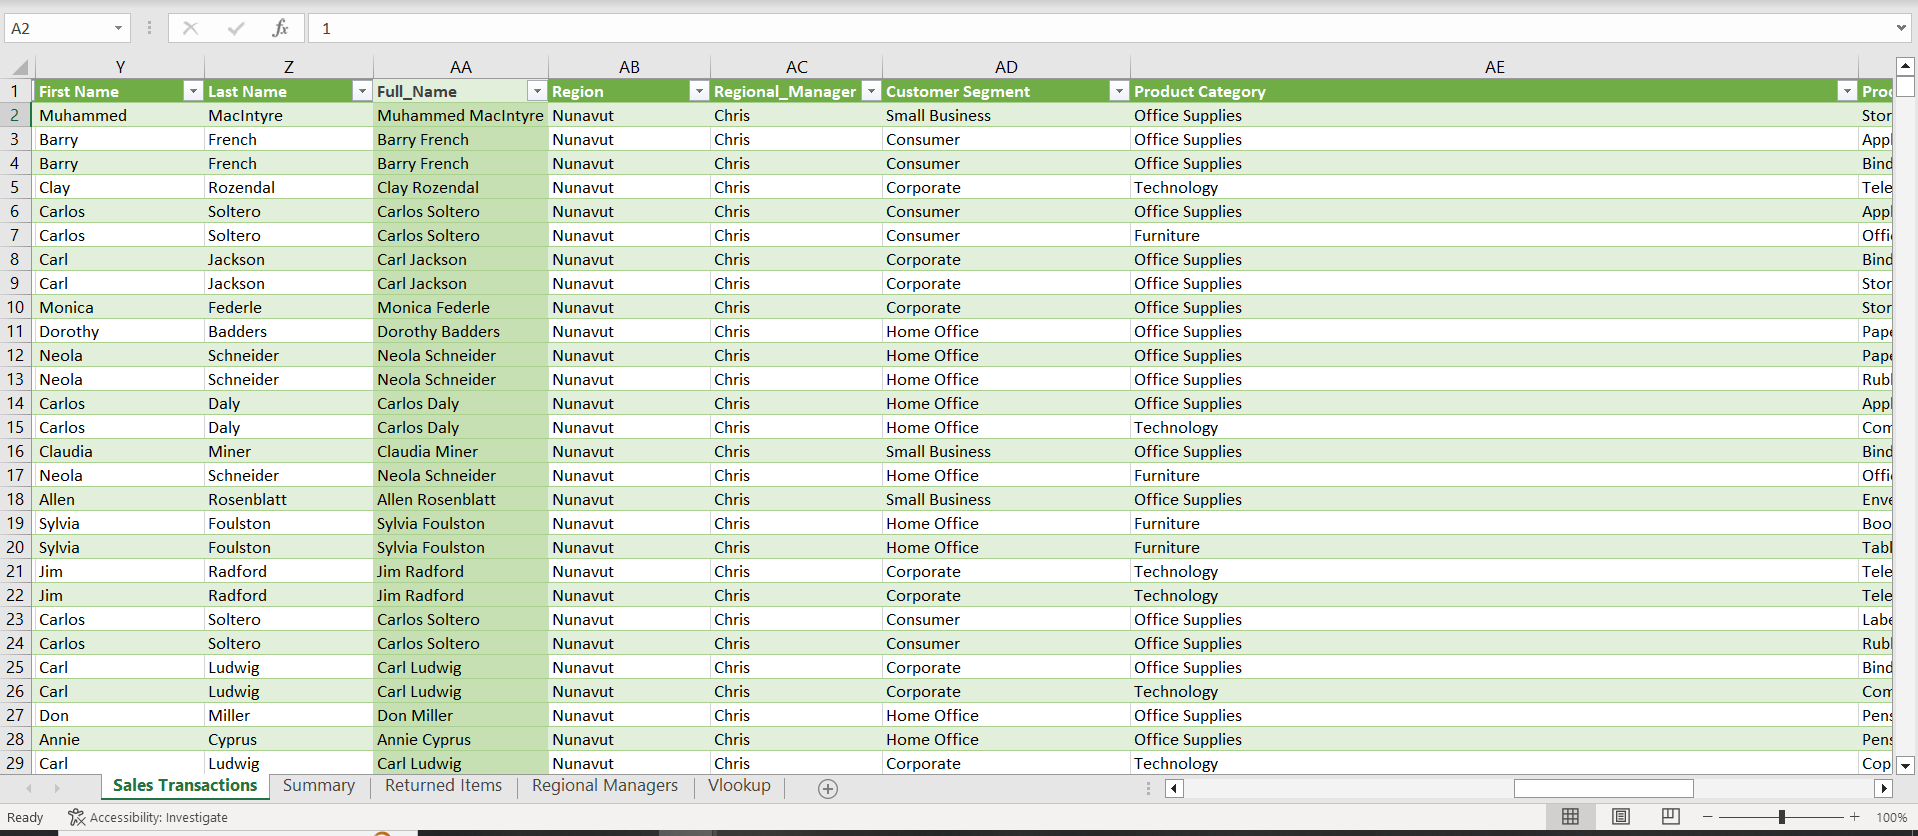 A2 fx 1
Y Z AA AB AC AD AE
1 First Name Last Name Full_Name Region Regional_Manager Customer Segment Product Category Proc
2 Muhammed MacIntyre Muhammed MacIntyre Nunavut Chris Small Business Office Supplies Stor
3 Barry French Barry French Nunavut Chris Consumer Office Supplies Appl
4 Barry French Barry French Nunavut Chris Consumer Office Supplies Bind
5 Clay Rozendal Clay Rozendal Nunavut Chris Corporate Technology Tele
6 Carlos Soltero Carlos Soltero Nunavut Chris Consumer Office Supplies Appl
7 Carlos Soltero Carlos Soltero Nunavut Chris Consumer Furniture Offi
8 Carl Jackson Carl Jackson Nunavut Chris Corporate Office Supplies Bind
9 Carl Jackson Carl Jackson Nunavut Chris Corporate Office Supplies Stor
10 Monica Federle Monica Federle Nunavut Chris Corporate Office Supplies Stor
11 Dorothy Badders Dorothy Badders Nunavut Chris Home Office Office Supplies Pape
12 Neola Schneider Neola Schneider Nunavut Chris Home Office Office Supplies Pape
13 Neola Schneider Neola Schneider Nunavut Chris Home Office Office Supplies Rubl
14 Carlos Daly Carlos Daly Nunavut Chris Home Office Office Supplies Appl
15 Carlos Daly Carlos Daly Nunavut Chris Home Office Technology Com
16 Claudia Miner Claudia Miner Nunavut Chris Small Business Office Supplies Bind
17 Neola Schneider Neola Schneider Nunavut Chris Home Office Furniture Offi
18 Allen Rosenblatt Allen Rosenblatt Nunavut Chris Small Business Office Supplies Enve
19 Sylvia Foulston Sylvia Foulston Nunavut Chris Home Office Furniture Boo
20 Sylvia Foulston Sylvia Foulston Nunavut Chris Home Office Furniture Tabl
21 Jim Radford Jim Radford Nunavut Chris Corporate Technology Tele
22 Jim Radford Jim Radford Nunavut Chris Corporate Technology Tele
23 Carlos Soltero Carlos Soltero Nunavut Chris Consumer Office Supplies Labe
24 Carlos Soltero Carlos Soltero Nunavut Chris Consumer Office Supplies Rubl
25 Carl Ludwig Carl Ludwig Nunavut Chris Corporate Office Supplies Bind
26 Carl Ludwig Carl Ludwig Nunavut Chris Corporate Technology Com
27 Don Miller Don Miller Nunavut Chris Home Office Office Supplies Pens
28 Annie Cyprus Annie Cyprus Nunavut Chris Home Office Office Supplies Pens
29 Carl Ludwig Carl Ludwig Nunavut Chris Corporate Technology Cop
Sales Transactions Summary Returned Items Regional Managers Vlookup
Ready Accessibility: Investigate 100%